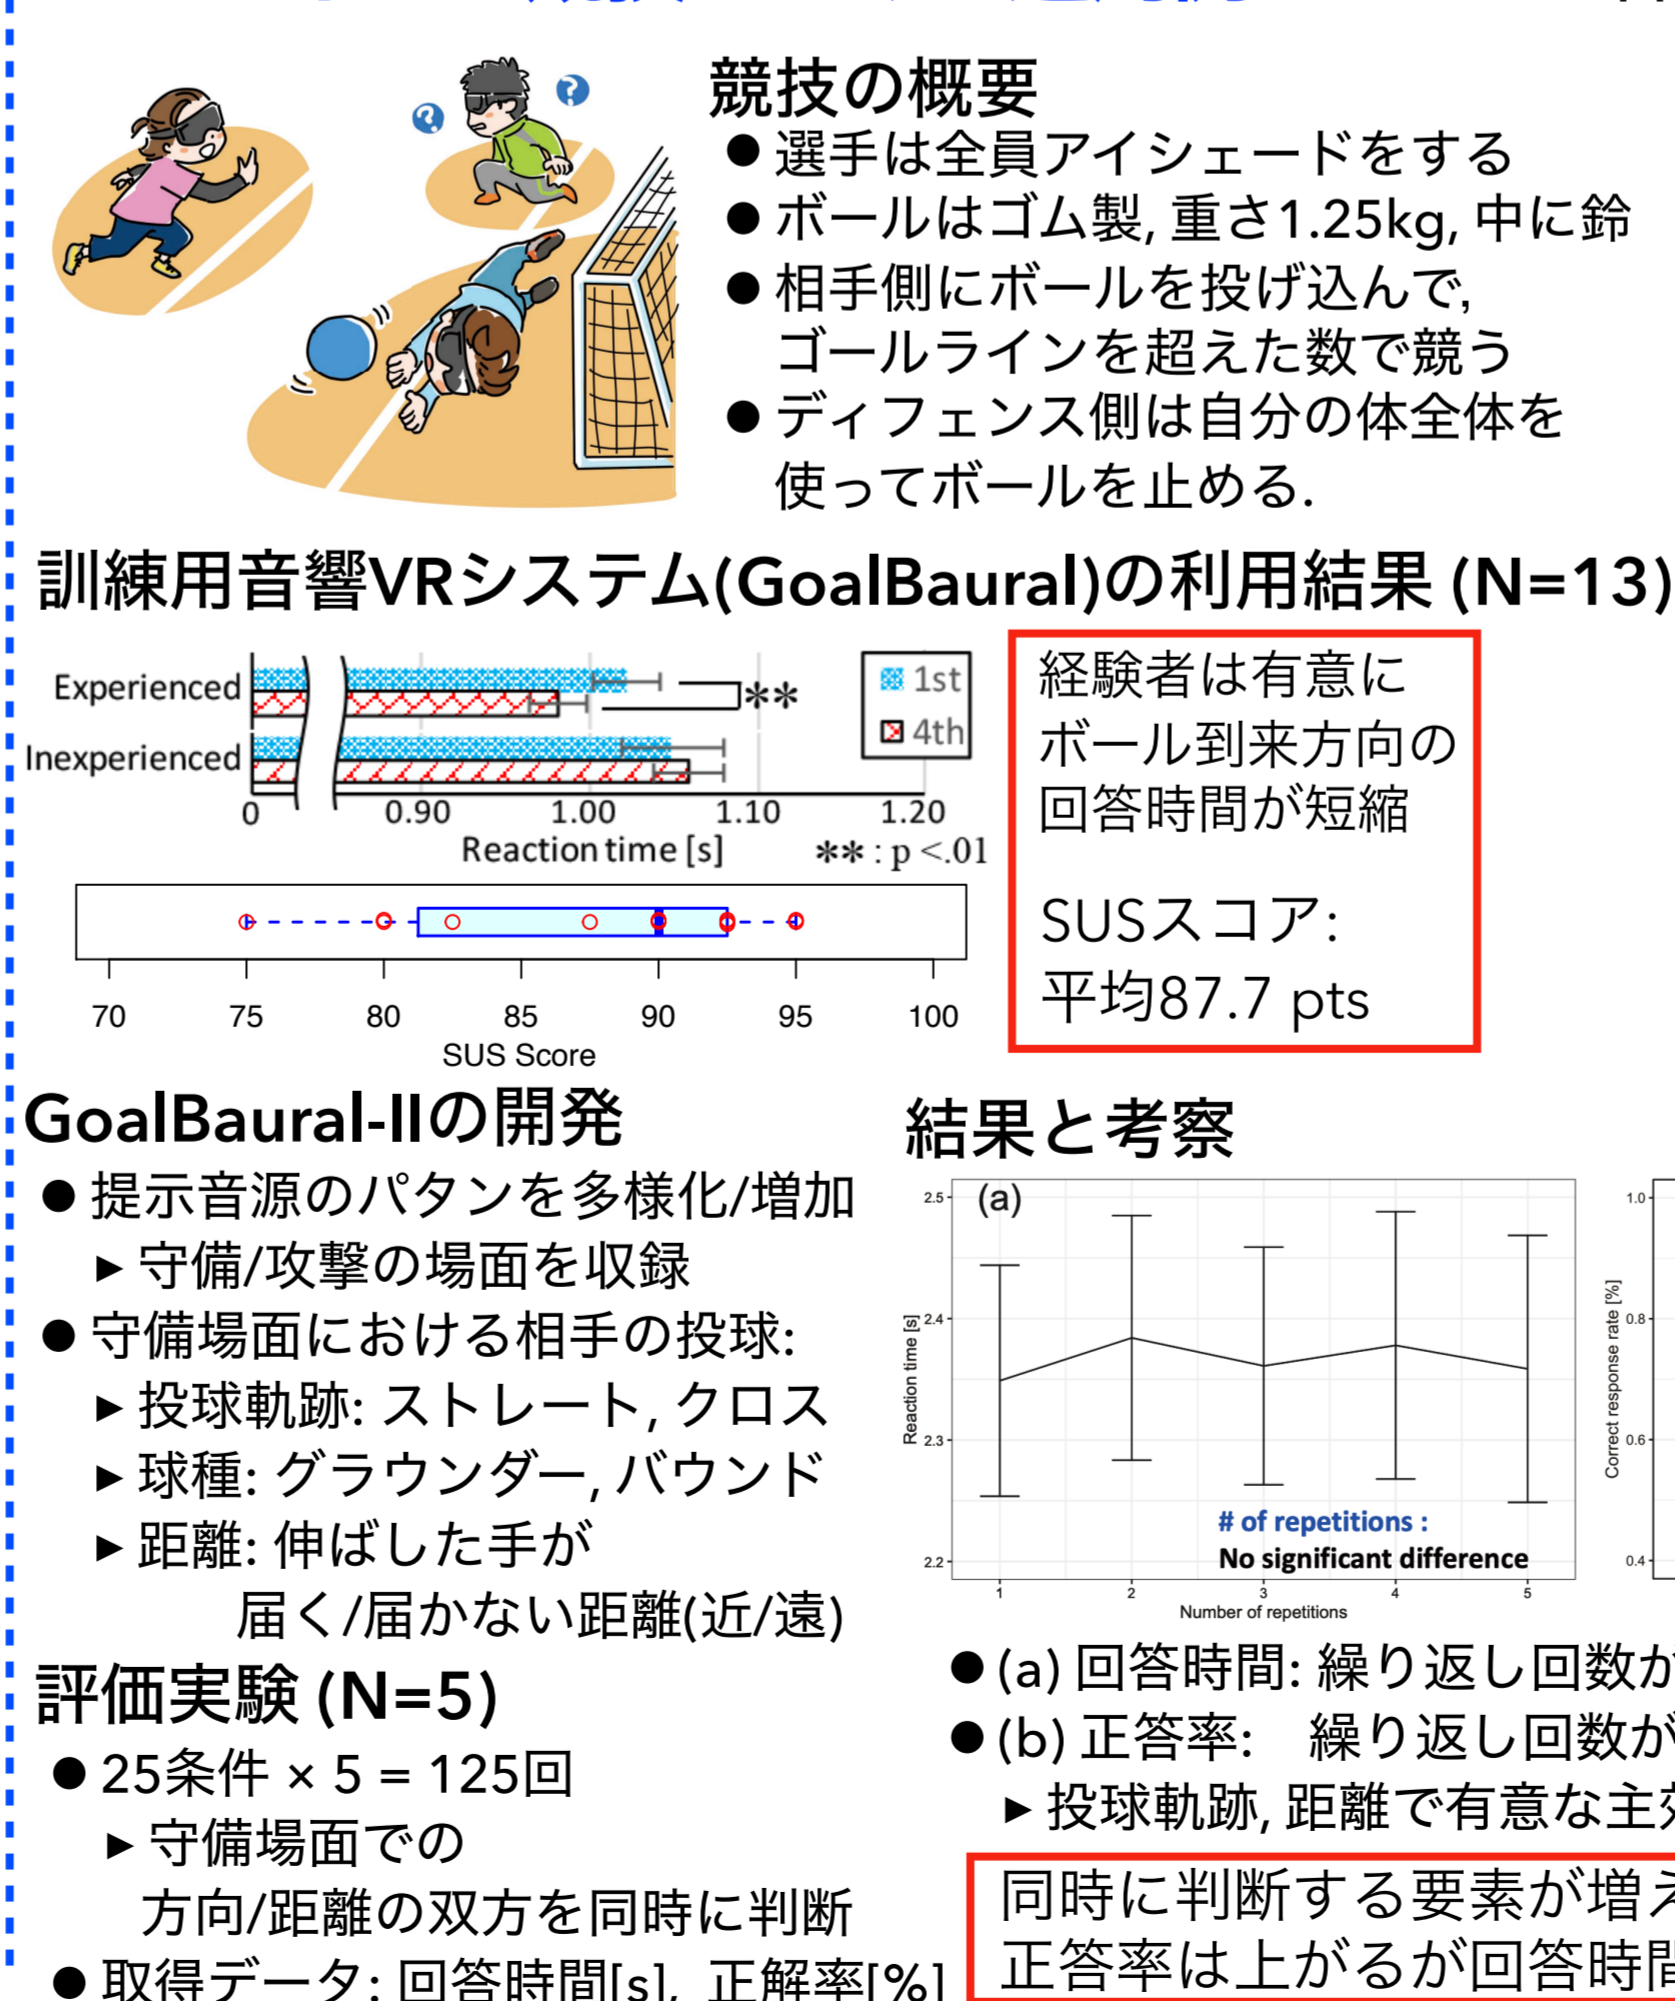 競技の概要
● 選手は全員アイシェードをする
● ボールはゴム製, 重さ1.25kg, 中に鈴
● 相手側にボールを投げ込んで,
ゴールラインを超えた数で競う
● ディフェンス側は自分の体全体を
使ってボールを止める.
? ?
訓練用音響VRシステム(GoalBaural)の利用結果 (N=13)
Experienced
Inexperienced
**
1st
4th
0 0.90 1.00 1.10 1.20
Reaction time [s]
** : p <.01
70 75 80 85 90 95 100
SUS Score
経験者は有意に
ボール到来方向の
回答時間が短縮
SUSスコア:
平均87.7 pts
GoalBaural-IIの開発
● 提示音源のパタンを多様化/増加
▸ 守備/攻撃の場面を収録
● 守備場面における相手の投球:
▸ 投球軌跡: ストレート, クロス
▸ 球種: グラウンダー, バウンド
▸ 距離: 伸ばした手が
届く/届かない距離(近/遠)
評価実験 (N=5)
● 25条件 × 5 = 125回
▸ 守備場面での
方向/距離の双方を同時に判断
● 取得データ: 回答時間[s], 正解率[%]
結果と考察
(a)
2.5
2.4
2.3
2.2
Reaction time [s]
# of repetitions :
No significant difference
1 2 3 4 5
Number of repetitions
1.0
0.8
0.6
0.4
Correct response rate [%]
● (a) 回答時間: 繰り返し回数が
● (b) 正答率: 繰り返し回数が
▸ 投球軌跡, 距離で有意な主
同時に判断する要素が増え
正答率は上がるが回答時間